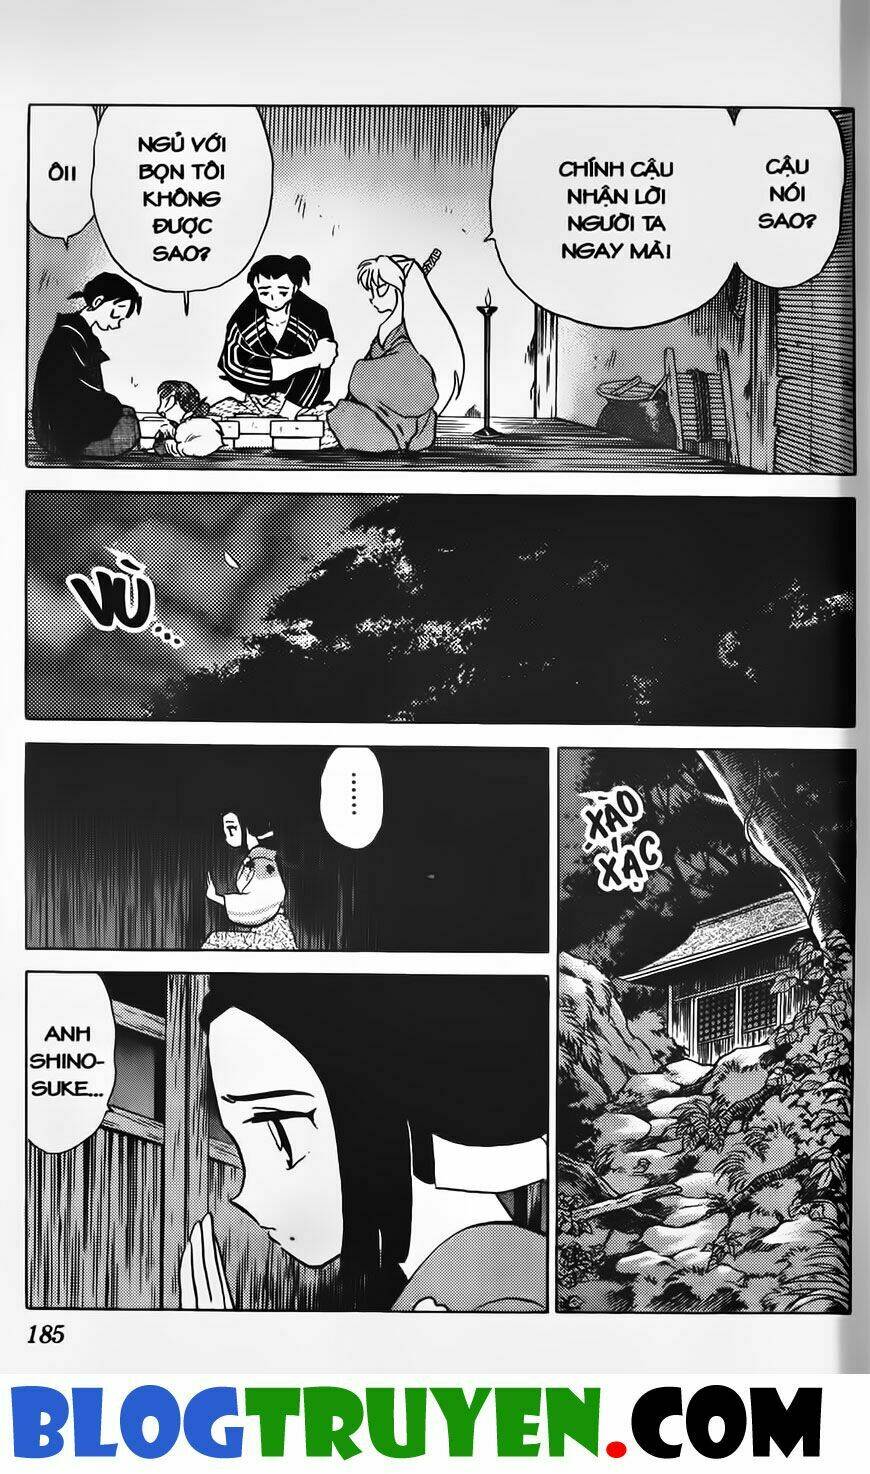 CẬU
NÓI
SAO?
CHÍNH CẬU
NHẬN LỜI
NGƯỜI TA
NGAY MÀ!
NGỦ VỚI
BỌN TÔI
KHÔNG
ĐƯỢC
SAO?
ÔI!
VÙ...
XÀO
XẠC
........
ANH
SHINO-
SUKE...
185
BLOGTRUYEN.COM